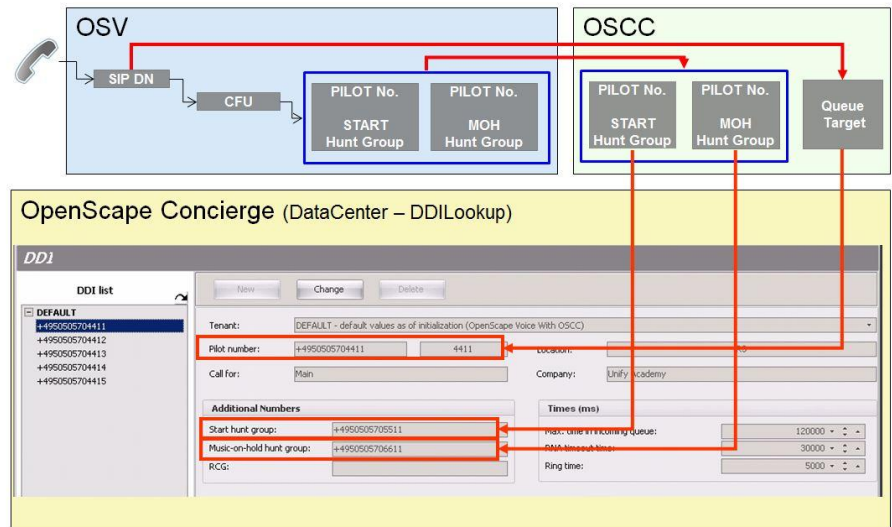 OSV
OSCC
SIP DN
CFU
PILOT No.
START
Hunt Group
PILOT No.
MOH
Hunt Group
PILOT No.
START
Hunt Group
PILOT No.
MOH
Hunt Group
Queue
Target
OpenScape Concierge (DataCenter – DDILookup)
DDI
DDI list
DEFAULT
+4950505704411
+4950505704412
+4950505704413
+4950505704414
+4950505704415
New Change Delete
Tenant: DEFAULT - default values as of initialization (OpenScape Voice With OSCC)
Pilot number: +4950505704411 4411 Location:
Call for: Main Company: Unify Academy
Additional Numbers
Start hunt group: +4950505705511
Music-on-hold hunt group: +4950505706611
RCG:
Times (ms)
Max. time in incoming queue: 120000
RNA timeout time: 30000
Ring time: 5000